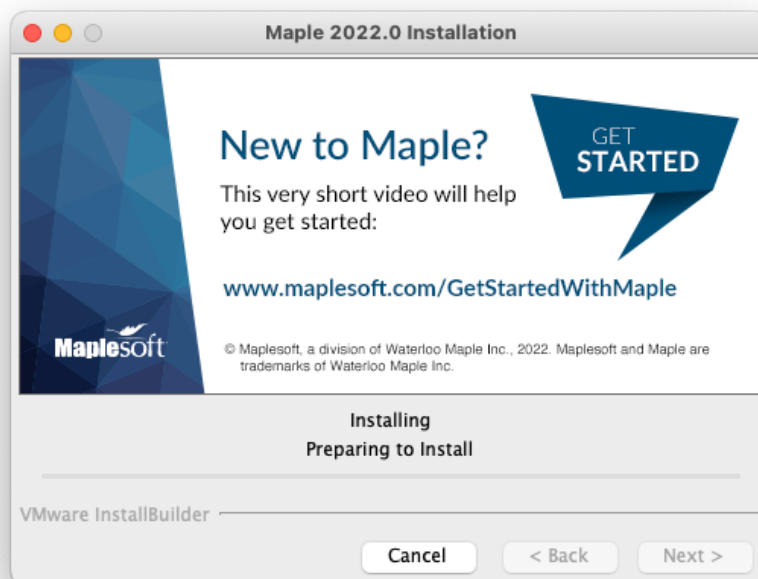 Maple 2022.0 Installation
New to Maple?
This very short video will help
you get started:
www.maplesoft.com/GetStartedWithMaple
GET
STARTED
Maplesoft
© Maplesoft, a division of Waterloo Maple Inc., 2022. Maplesoft and Maple are
trademarks of Waterloo Maple Inc.
Installing
Preparing to Install
VMware InstallBuilder
Cancel
< Back
Next >